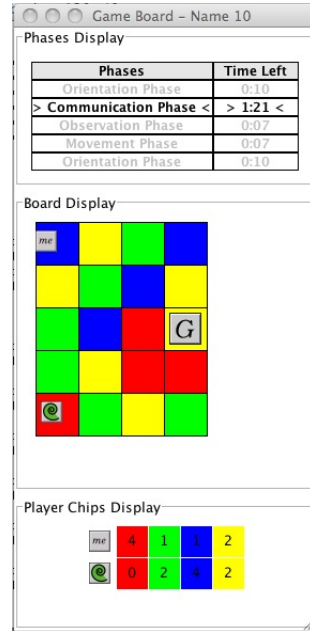 Game Board – Name 10
Phases Display
Phases Time Left
Orientation Phase 0:10
> Communication Phase < > 1:21 <
Observation Phase 0:07
Movement Phase 0:07
Orientation Phase 0:10
Board Display
me
G
Player Chips Display
me 4 1 1 2
0 2 4 2